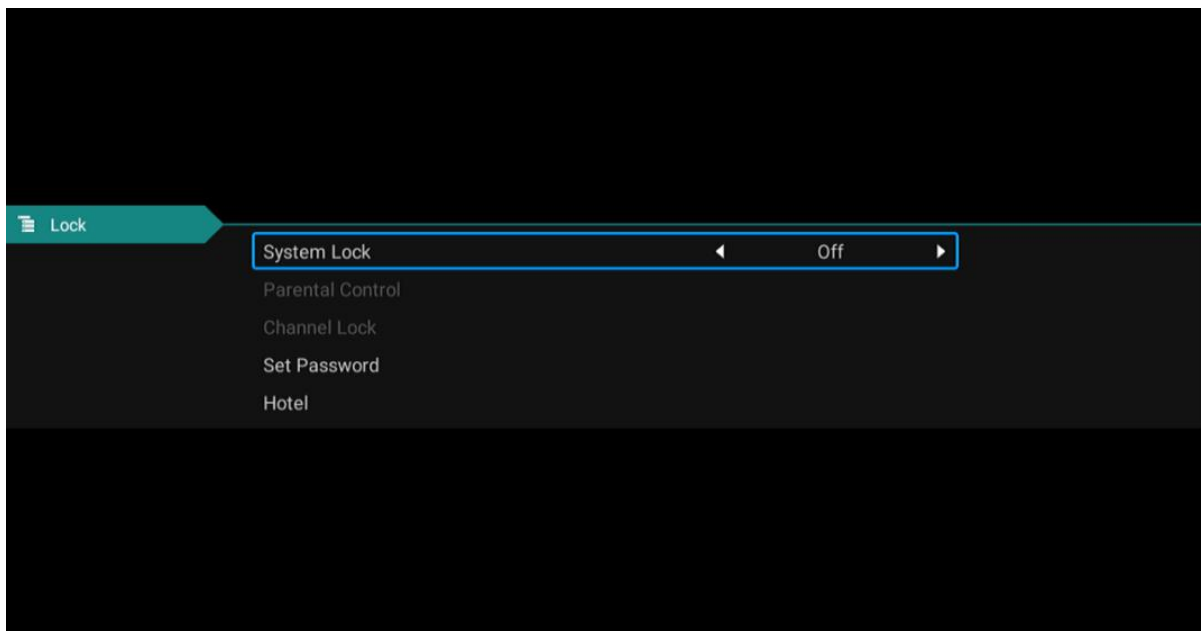 Lock
System Lock Off
Parental Control
Channel Lock
Set Password
Hotel